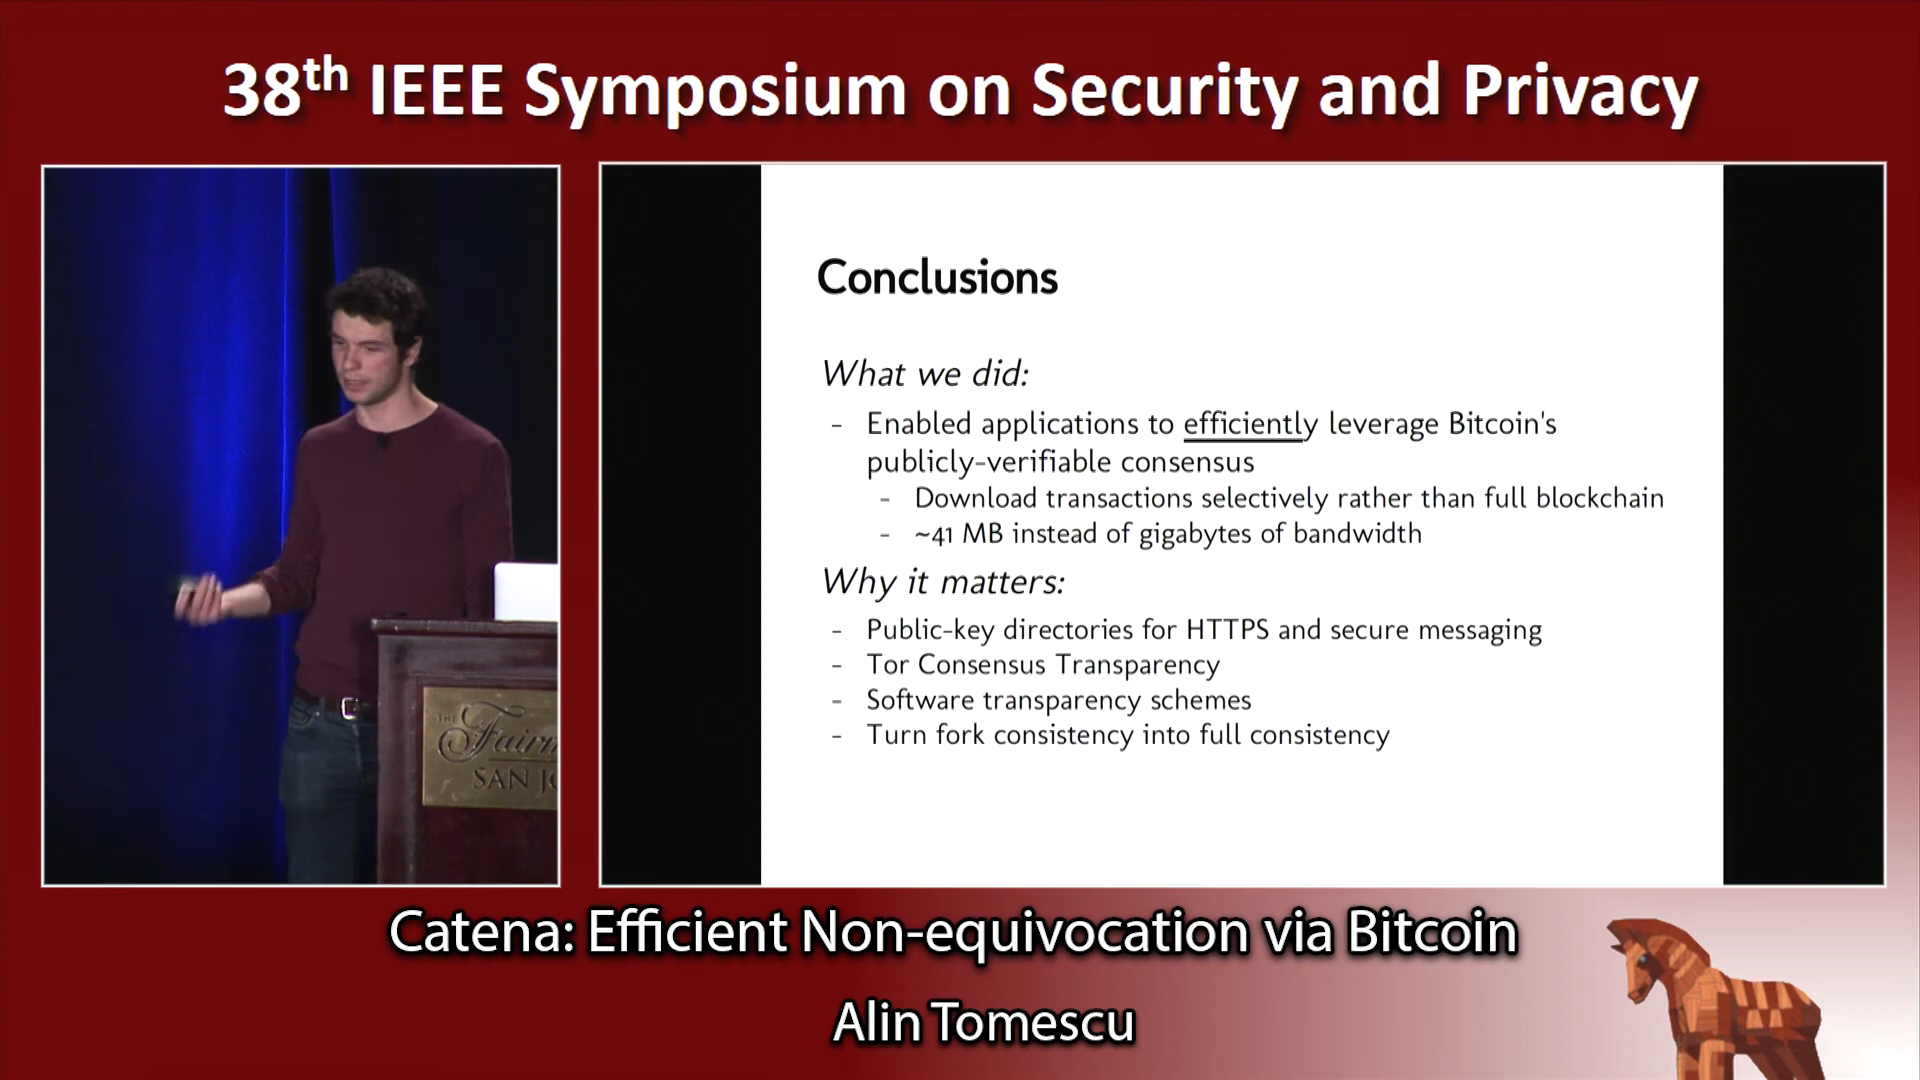 38th IEEE Symposium on Security and Privacy
THE
SAN
Conclusions
What we did:
- Enabled applications to efficiently leverage Bitcoin's
publicly-verifiable consensus
- Download transactions selectively rather than full blockchain
- ~41 MB instead of gigabytes of bandwidth
Why it matters:
- Public-key directories for HTTPS and secure messaging
- Tor Consensus Transparency
- Software transparency schemes
- Turn fork consistency into full consistency
Catena: Efficient Non-equivocation via Bitcoin
Alin Tomescu